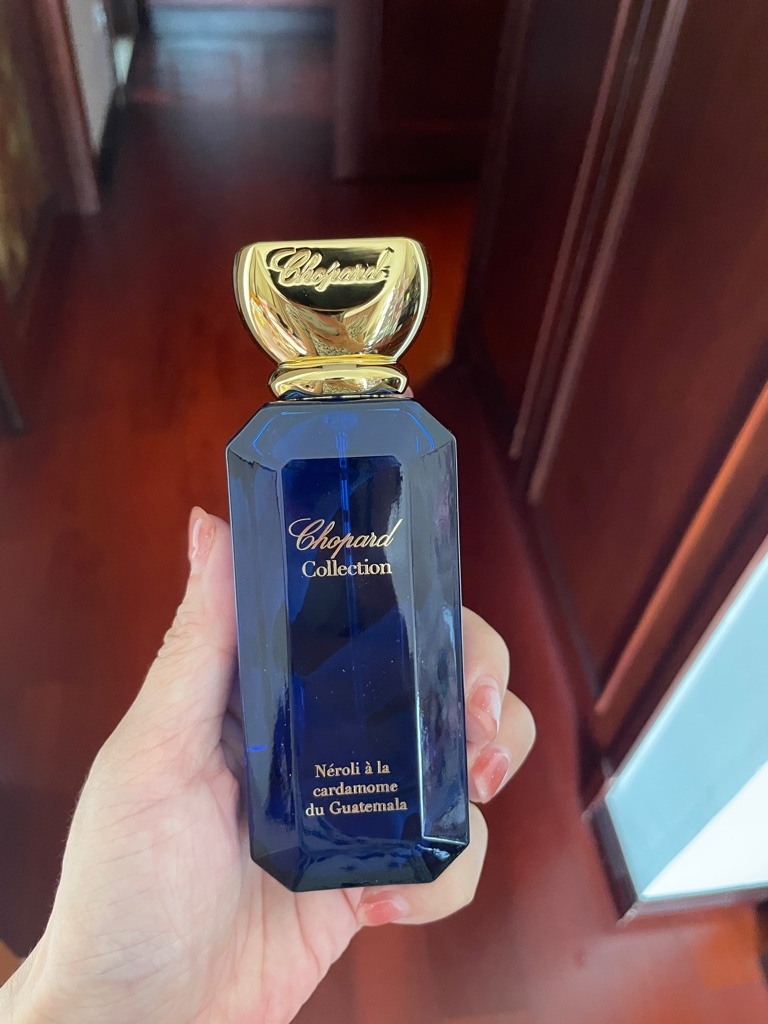 Chopard
Chopard
Collection
Néroli à la
cardamome
du Guatemala